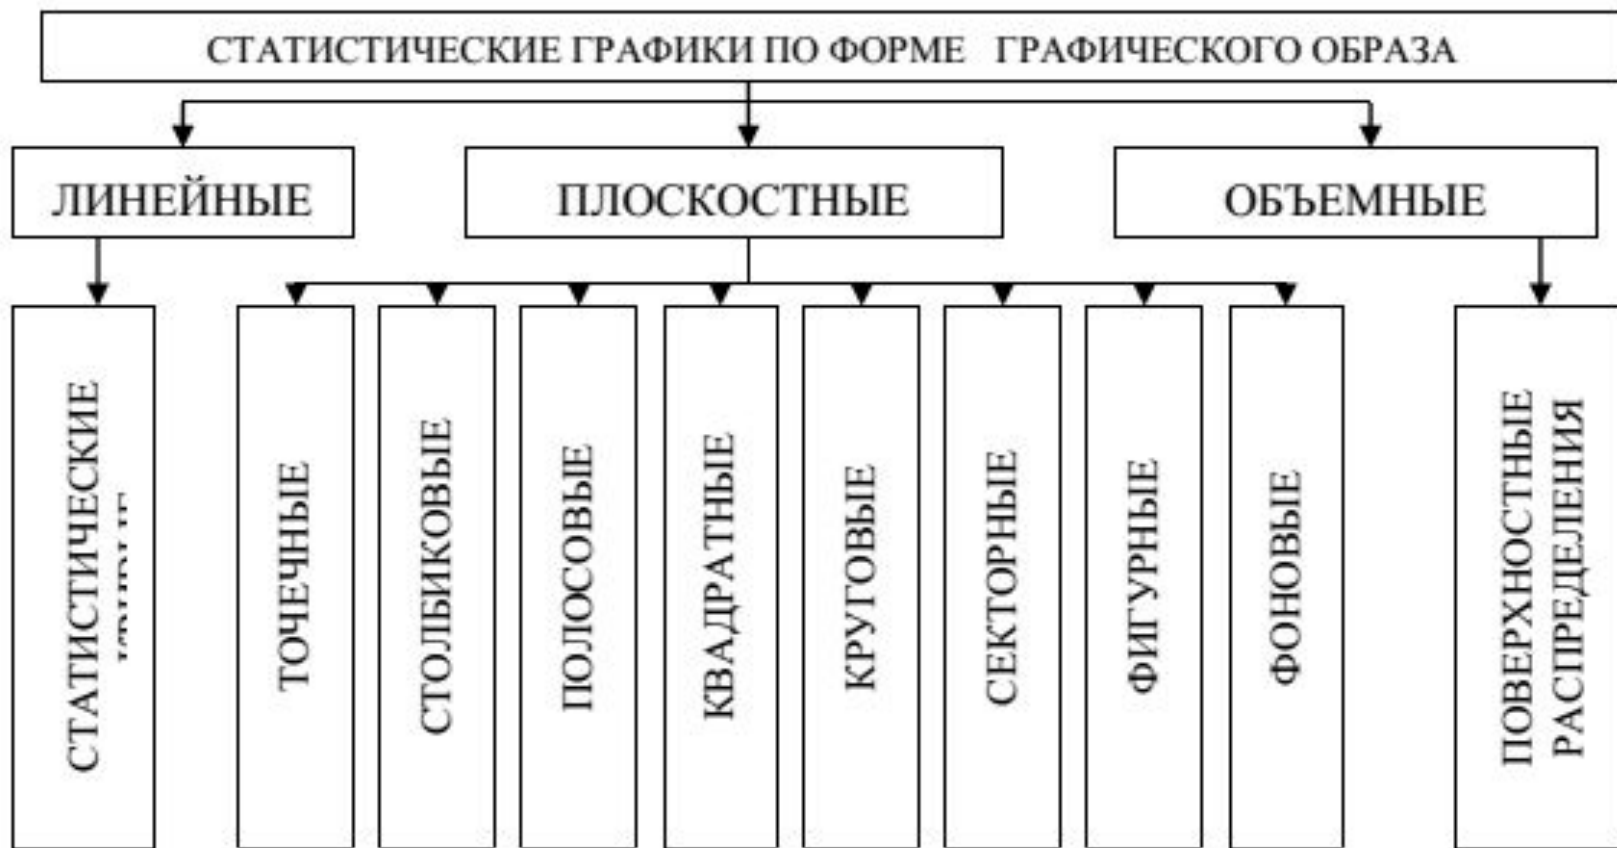 СТАТИСТИЧЕСКИЕ ГРАФИКИ ПО ФОРМЕ ГРАФИЧЕСКОГО ОБРАЗА
ЛИНЕЙНЫЕ
ПЛОСКОСТНЫЕ
ОБЪЕМНЫЕ
СТАТИСТИЧЕСКИЕ
ТОЧЕЧНЫЕ
СТОЛБИКОВЫЕ
ПОЛОСОВЫЕ
КВАДРАТНЫЕ
КРУГОВЫЕ
СЕКТОРНЫЕ
ФИГУРНЫЕ
ФОНОВЫЕ
ПОВЕРХНОСТНЫЕ
РАСПРЕДЕЛЕНИЯ